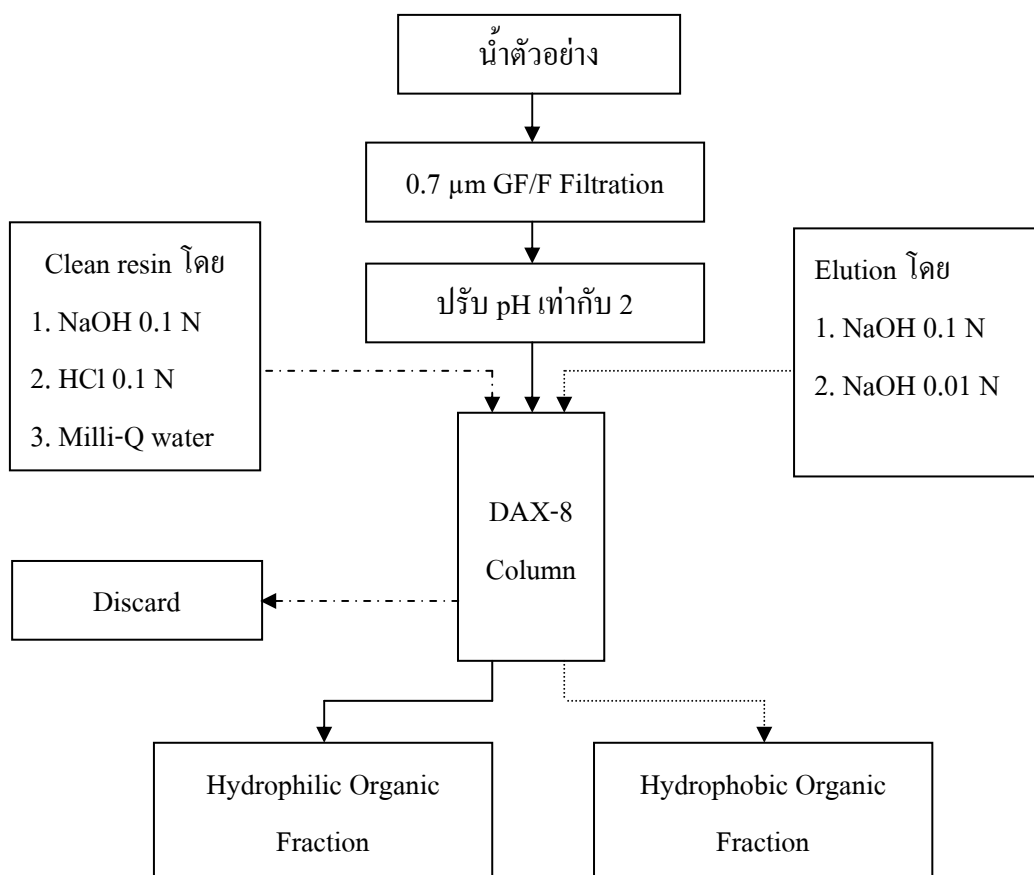 น้ำตัวอย่าง
0.7 µm GF/F Filtration
ปรับ pH เท่ากับ 2
Clean resin โดย
1. NaOH 0.1 N
2. HCl 0.1 N
3. Milli-Q water
Elution โดย
1. NaOH 0.1 N
2. NaOH 0.01 N
DAX-8
Column
Discard
Hydrophilic Organic
Fraction
Hydrophobic Organic
Fraction